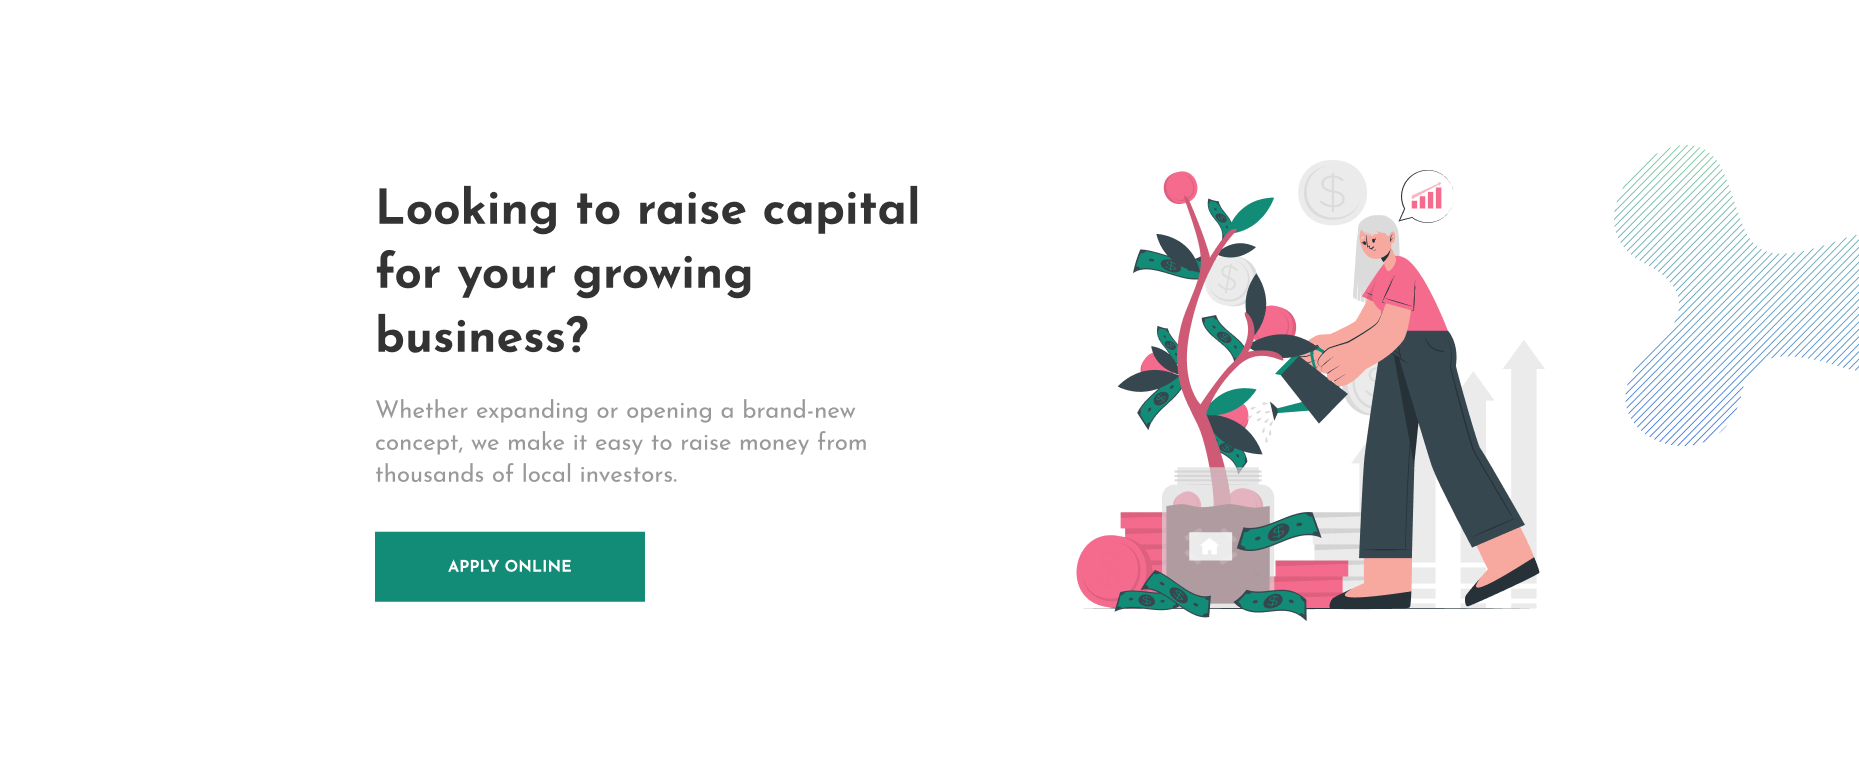 Looking to raise capital
for your growing
business?
Whether expanding or opening a brand-new
concept, we make it easy to raise money from
thousands of local investors.
APPLY ONLINE
$
$